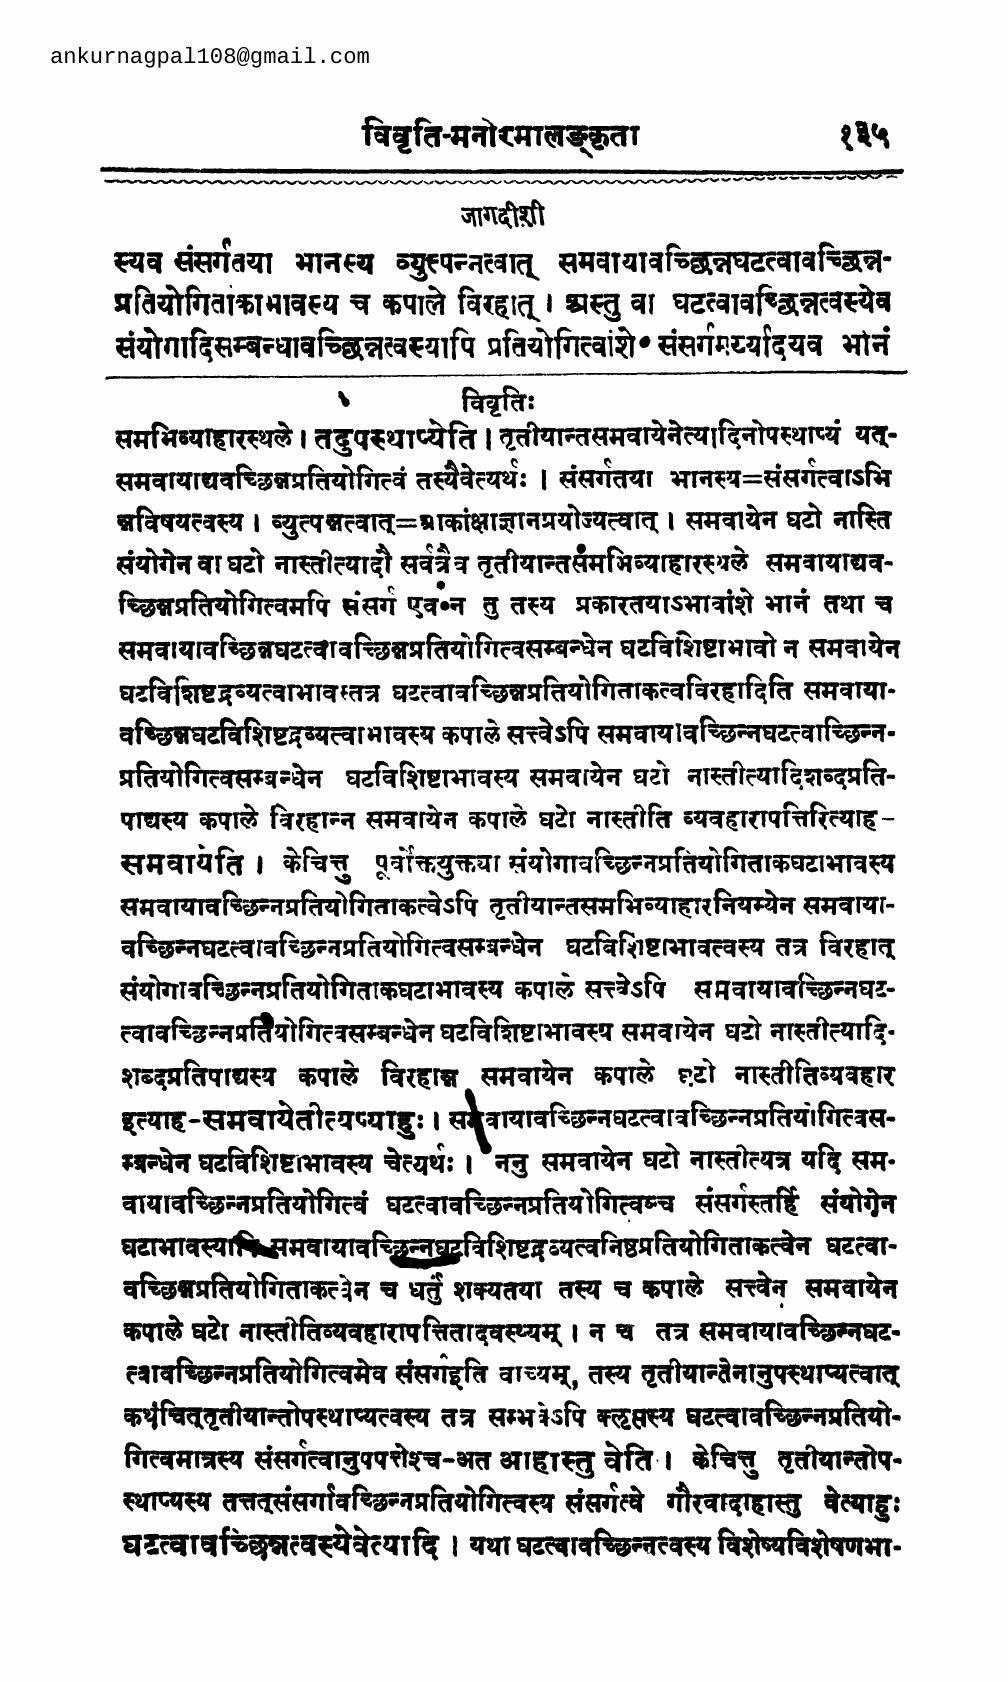 ankurnagpal108@gmail.com
विवृति-मनोरमालङ्कृता १३५
जागदीशी
स्यव संसर्गतया भानस्य व्युत्पन्नत्वात् समवायावच्छिन्नघटत्वावच्छिन्न-
प्रतियोगिताकाभावस्य च कपाले विरहात् । अस्तु वा घटत्वावच्छिन्नत्वस्येव
संयोगादिसम्बन्धावच्छिन्नत्वस्यापि प्रतियोगित्वांशे संसर्गमर्य्यादयव भानं
विवृतिः
समभिव्याहारस्थले । तदुपस्थाप्येति । तृतीयान्तसमवायेनेत्यादिनोपस्थाप्यं यत्-
समवायाद्यवच्छिन्नप्रतियोगित्वं तस्यैवेत्यर्थः । संसर्गतया भानस्य=संसर्गत्वाऽभि
न्नविषयत्वस्य । व्युत्पन्नत्वात्=आकांक्षाज्ञानप्रयोज्यत्वात् । समवायेन घटो नास्ति
संयोगेन वा घटो नास्तीत्यादौ सर्वत्रैव तृतीयान्तसमभिव्याहारस्थले समवायाद्यव-
च्छिन्नप्रतियोगित्वमपि संसर्ग एव न तु तस्य प्रकारतयाऽभावांशे भानं तथा च
समवायावच्छिन्नघटत्वावच्छिन्नप्रतियोगित्वसम्बन्धेन घटविशिष्टाभावो न समवायेन
घटविशिष्टद्रव्यत्वाभावस्तत्र घटत्वावच्छिन्नप्रतियोगिताकत्वविरहादिति समवाया-
वच्छिन्नघटविशिष्टद्रव्यत्वाभावस्य कपाले सत्त्वेऽपि समवायावच्छिन्नघटत्वाच्छिन्न-
प्रतियोगित्वसम्बन्धेन घटविशिष्टाभावस्य समवायेन घटो नास्तीत्यादिशब्दप्रति-
पाद्यस्य कपाले विरहान्न समवायेन कपाले घटो नास्तीति व्यवहारापत्तिरित्याह-
समवायेति । केचित्तु पूर्वोक्तयुक्त्या संयोगावच्छिन्नप्रतियोगिताकघटाभावस्य
समवायावच्छिन्नप्रतियोगिताकत्वेऽपि तृतीयान्तसमभिव्याहारनियम्येन समवाया-
वच्छिन्नघटत्वावच्छिन्नप्रतियोगित्वसम्बन्धेन घटविशिष्टाभावत्वस्य तत्र विरहात्
संयोगावच्छिन्नप्रतियोगिताकघटाभावस्य कपाले सत्त्वेऽपि समवायावच्छिन्नघट-
त्वावच्छिन्नप्रतियोगित्वसम्बन्धेन घटविशिष्टाभावस्य समवायेन घटो नास्तीत्यादि-
शब्दप्रतिपाद्यस्य कपाले विरहान्न समवायेन कपाले घटो नास्तीतिव्यवहार
इत्याह-समवायेतीत्यप्याहुः । समवायावच्छिन्नघटत्वावच्छिन्नप्रतियोगित्वस-
म्बन्धेन घटविशिष्टाभावस्य चेत्यर्थः । ननु समवायेन घटो नास्तीत्यत्र यदि सम-
वायावच्छिन्नप्रतियोगित्वं घटत्वावच्छिन्नप्रतियोगित्वञ्च संसर्गस्तर्हि संयोगेन
घटाभावस्यापि समवायावच्छिन्नघटविशिष्टद्रव्यत्वनिष्ठप्रतियोगिताकत्वेन घटत्वा-
वच्छिन्नप्रतियोगिताकत्वेन च धर्तुं शक्यतया तस्य च कपाले सत्त्वेन समवायेन
कपाले घटो नास्तीतिव्यवहारापत्तितादवस्थ्यम् । न च तत्र समवायावच्छिन्नघट-
त्वावच्छिन्नप्रतियोगित्वमेव संसर्गइति वाच्यम्, तस्य तृतीयान्तेनानुपस्थाप्यत्वात्
कथंचित्तृतीयान्तोपस्थाप्यत्वस्य तत्र सम्भवेऽपि क्लृप्तस्य घटत्वावच्छिन्नप्रतियो-
गित्वमात्रस्य संसर्गत्वानुपपत्तेश्च-अत आहास्तु वेति । केचित्तु तृतीयान्तोप-
स्थाप्यस्य तत्तत्संसर्गावच्छिन्नप्रतियोगित्वस्य संसर्गत्वे गौरवादाहास्तु वेत्याहुः
घटत्वावच्छिन्नत्वस्येवेत्यादि । यथा घटत्वावच्छिन्नत्वस्य विशेष्यविशेषणभा-